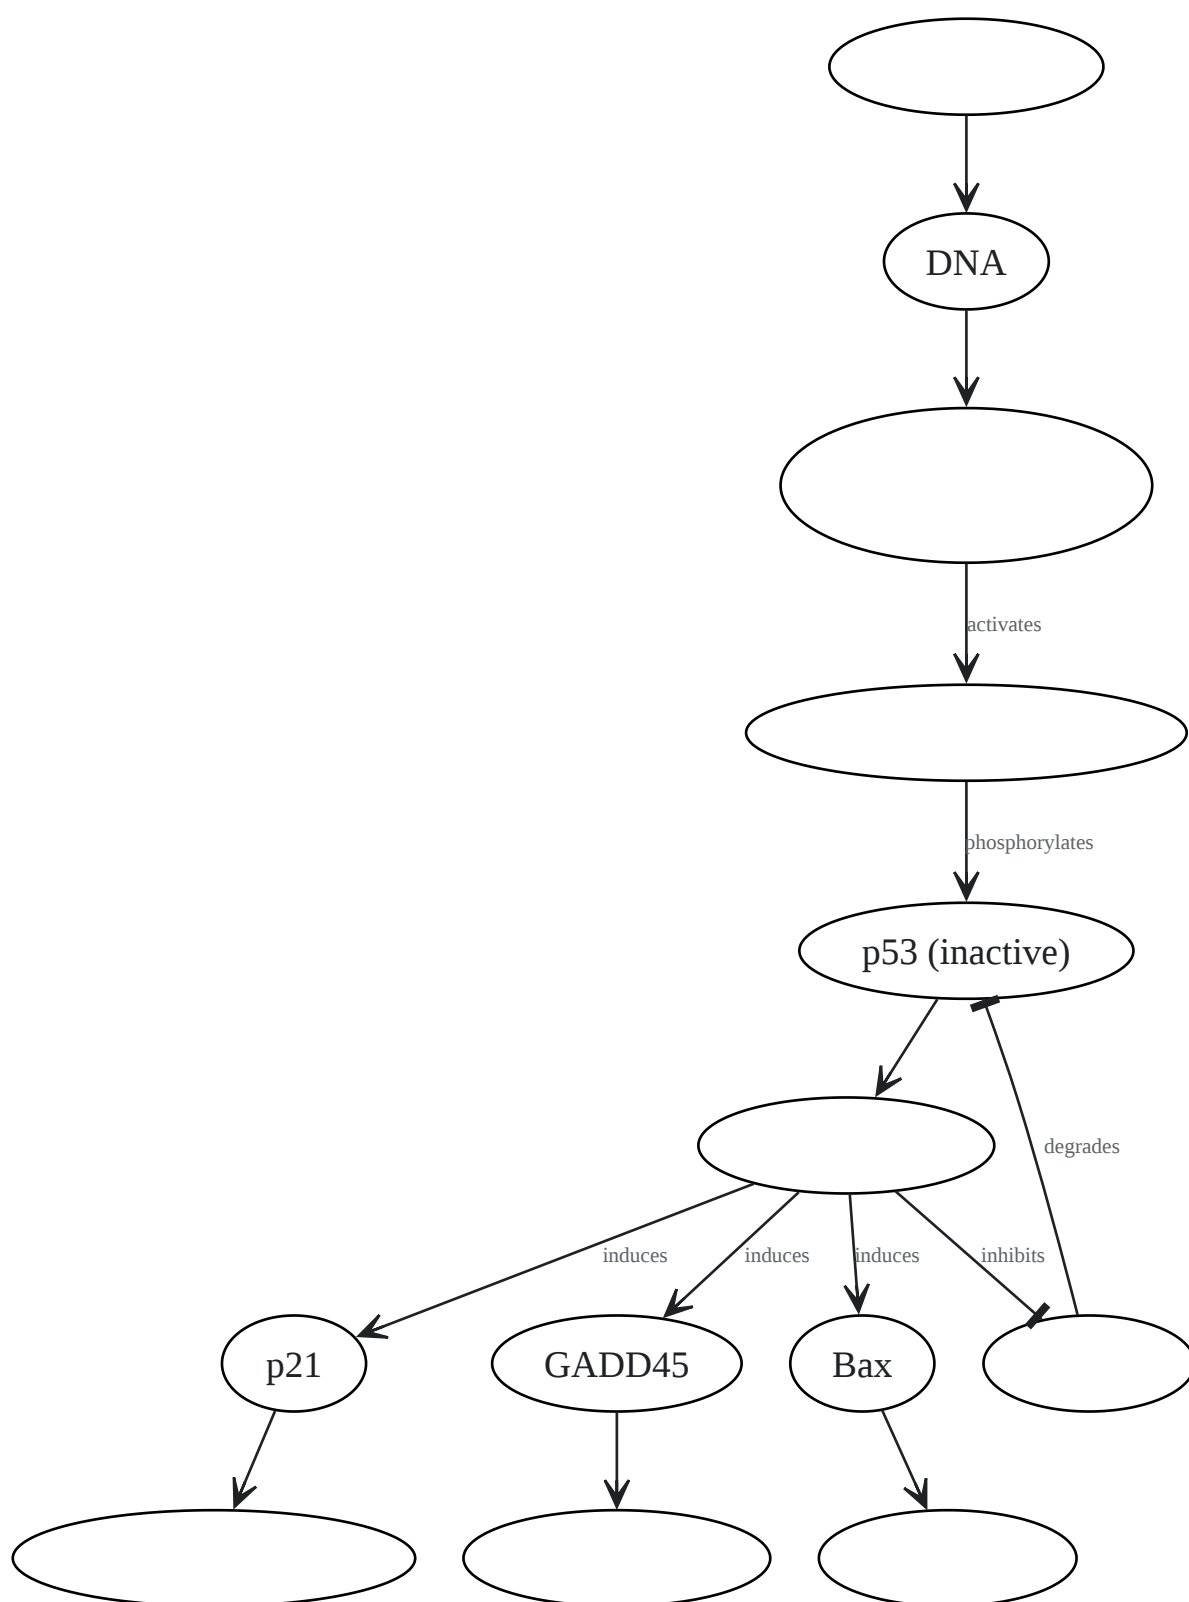 DNA
activates
phosphorylates
p53 (inactive)
degrades
induces
induces
induces
inhibits
p21
GADD45
Bax